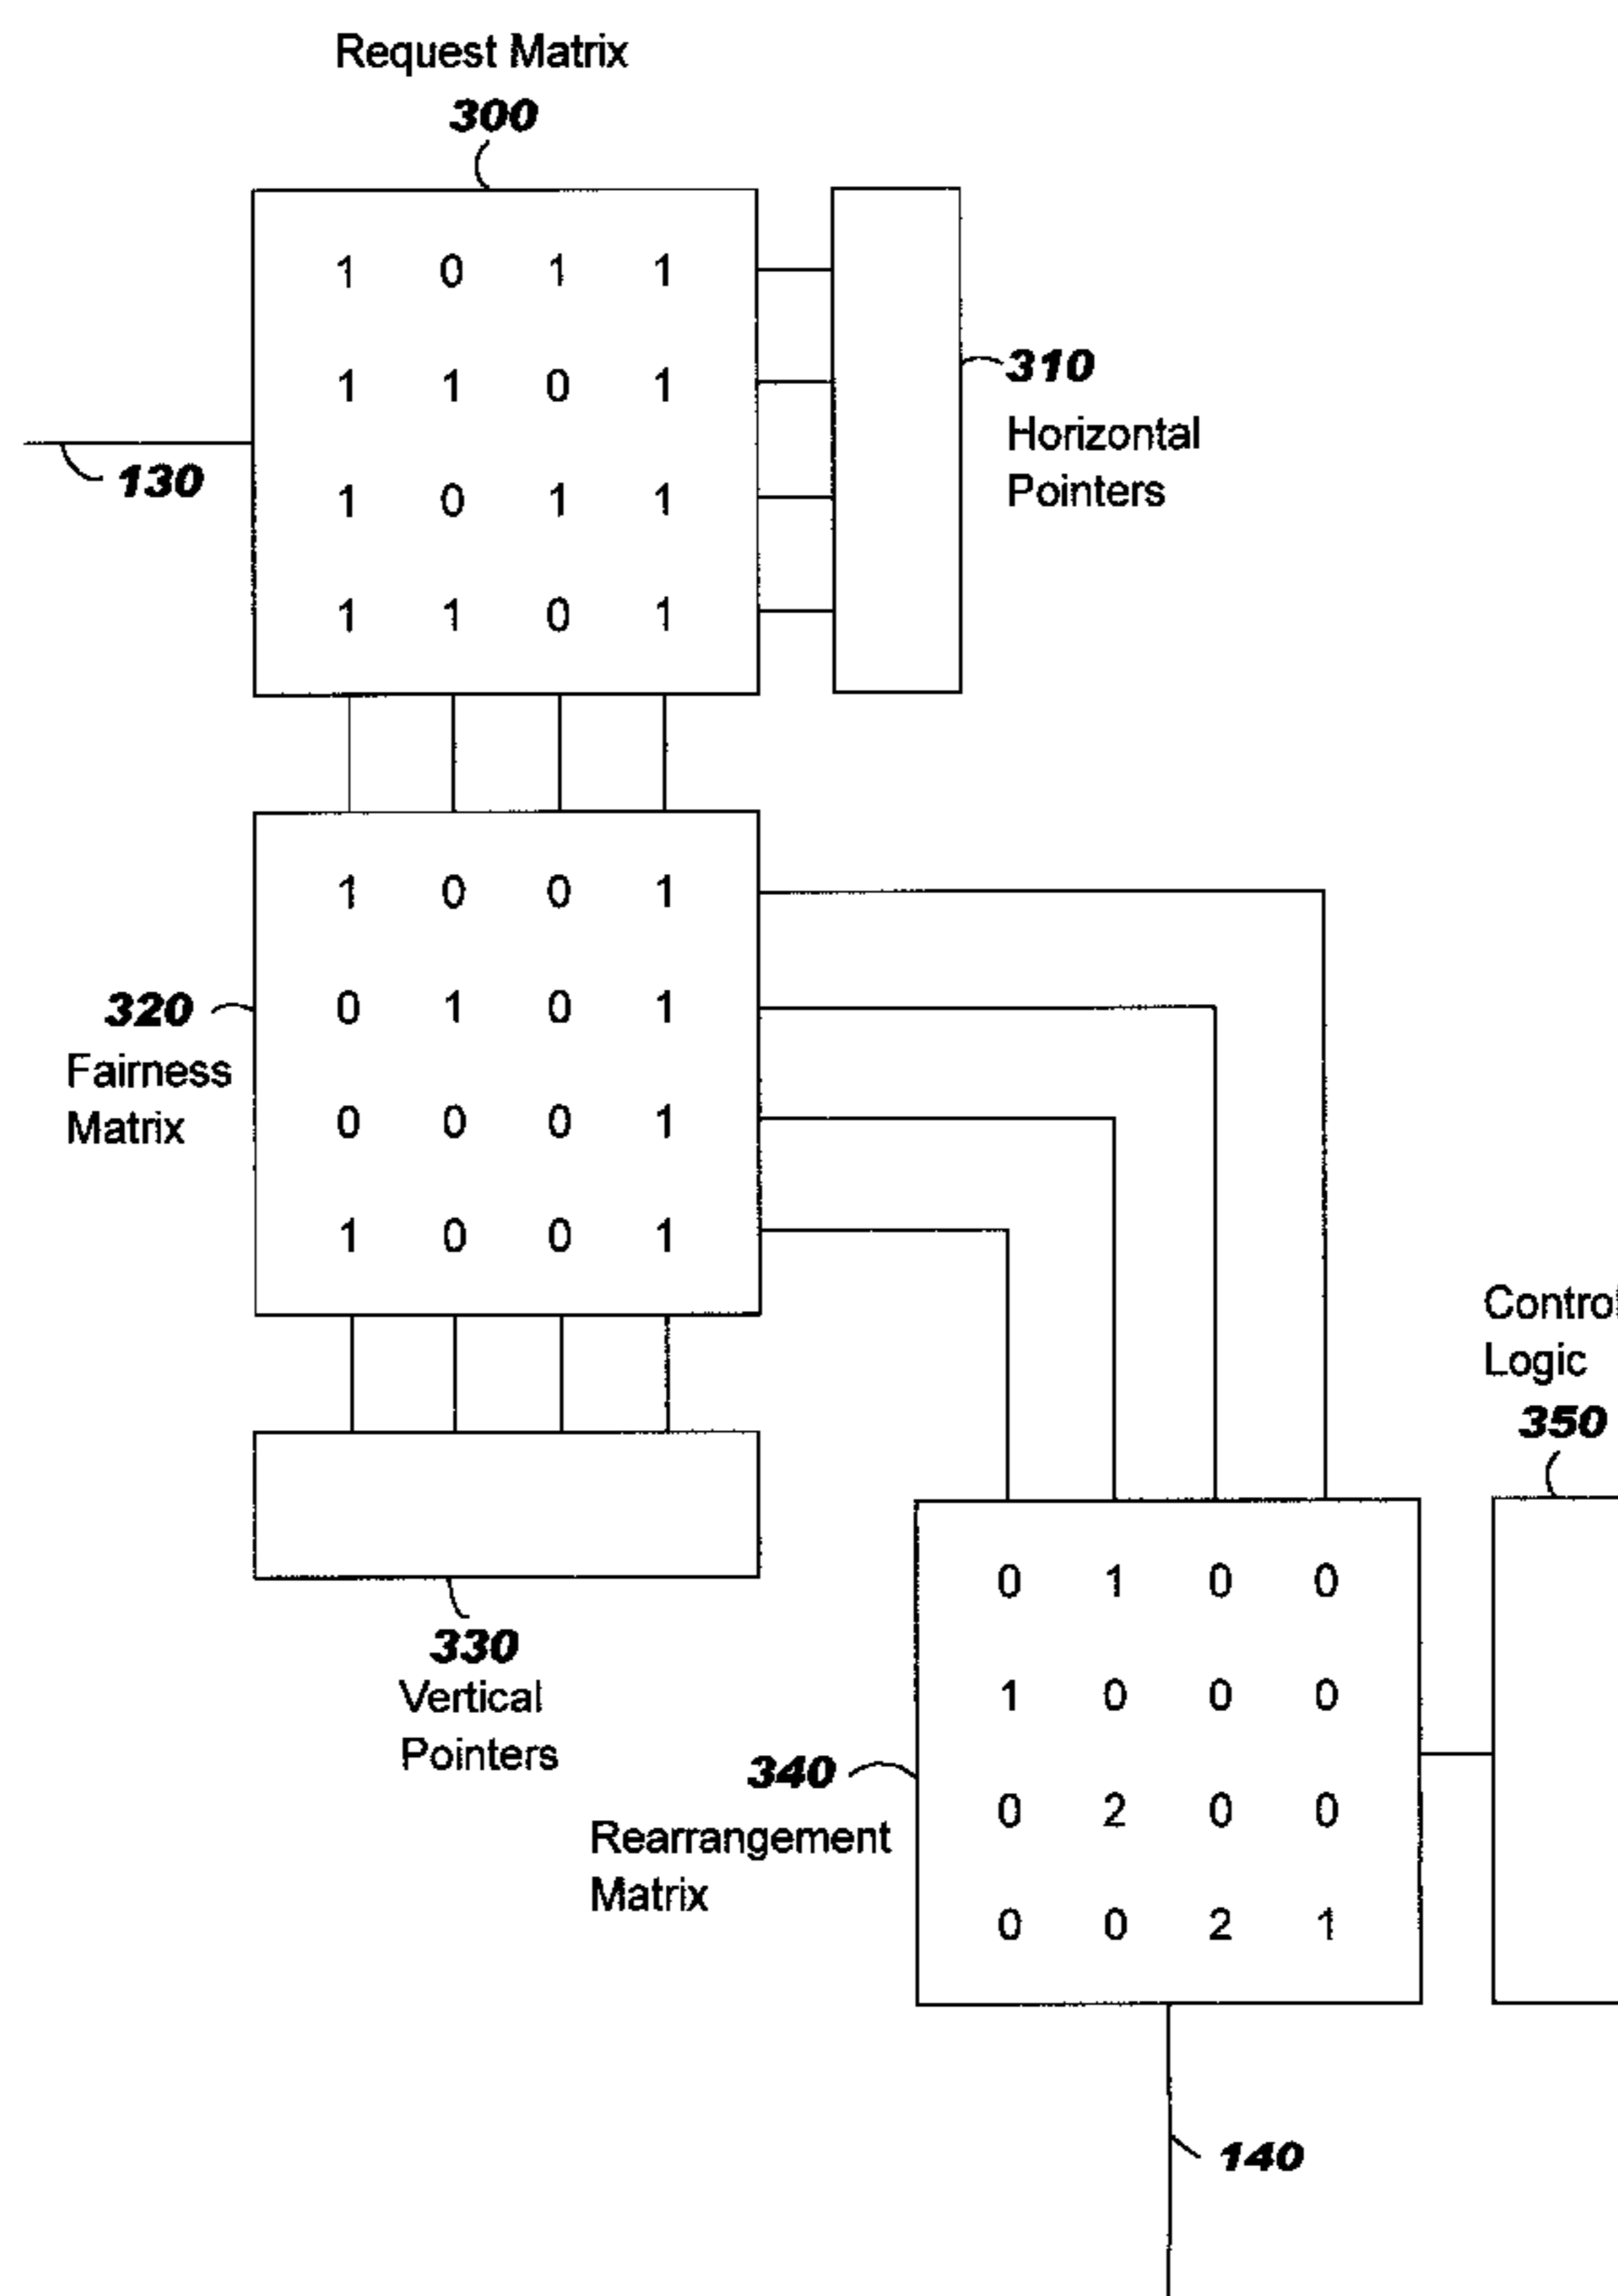 Request Matrix
300
1 0 1 1
1 1 0 1
1 0 1 1
1 1 0 1
310
Horizontal
Pointers
130
1 0 0 1
0 1 0 1
0 0 0 1
1 0 0 1
320
Fairness
Matrix
330
Vertical
Pointers
Control
Logic
350
0 1 0 0
1 0 0 0
0 2 0 0
0 0 2 1
340
Rearrangement
Matrix
140